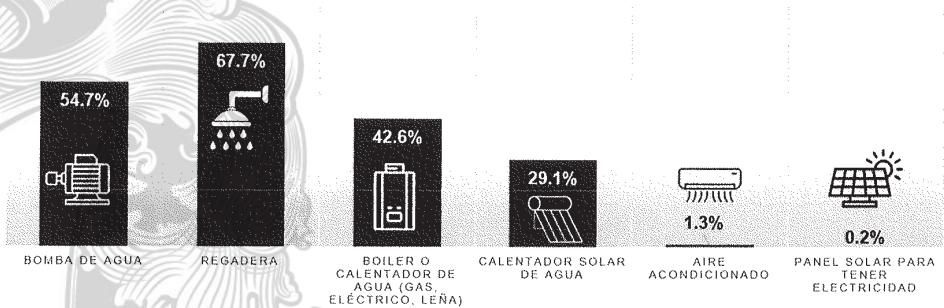 54.7%
67.7%
42.6%
29.1%
1.3%
0.2%
BOMBA DE AGUA
REGADERA
BOILER O
CALENTADOR DE
AGUA (GAS,
ELÉCTRICO, LEÑA)
CALENTADOR SOLAR
DE AGUA
AIRE
ACONDICIONADO
PANEL SOLAR PARA
TENER
ELECTRICIDAD